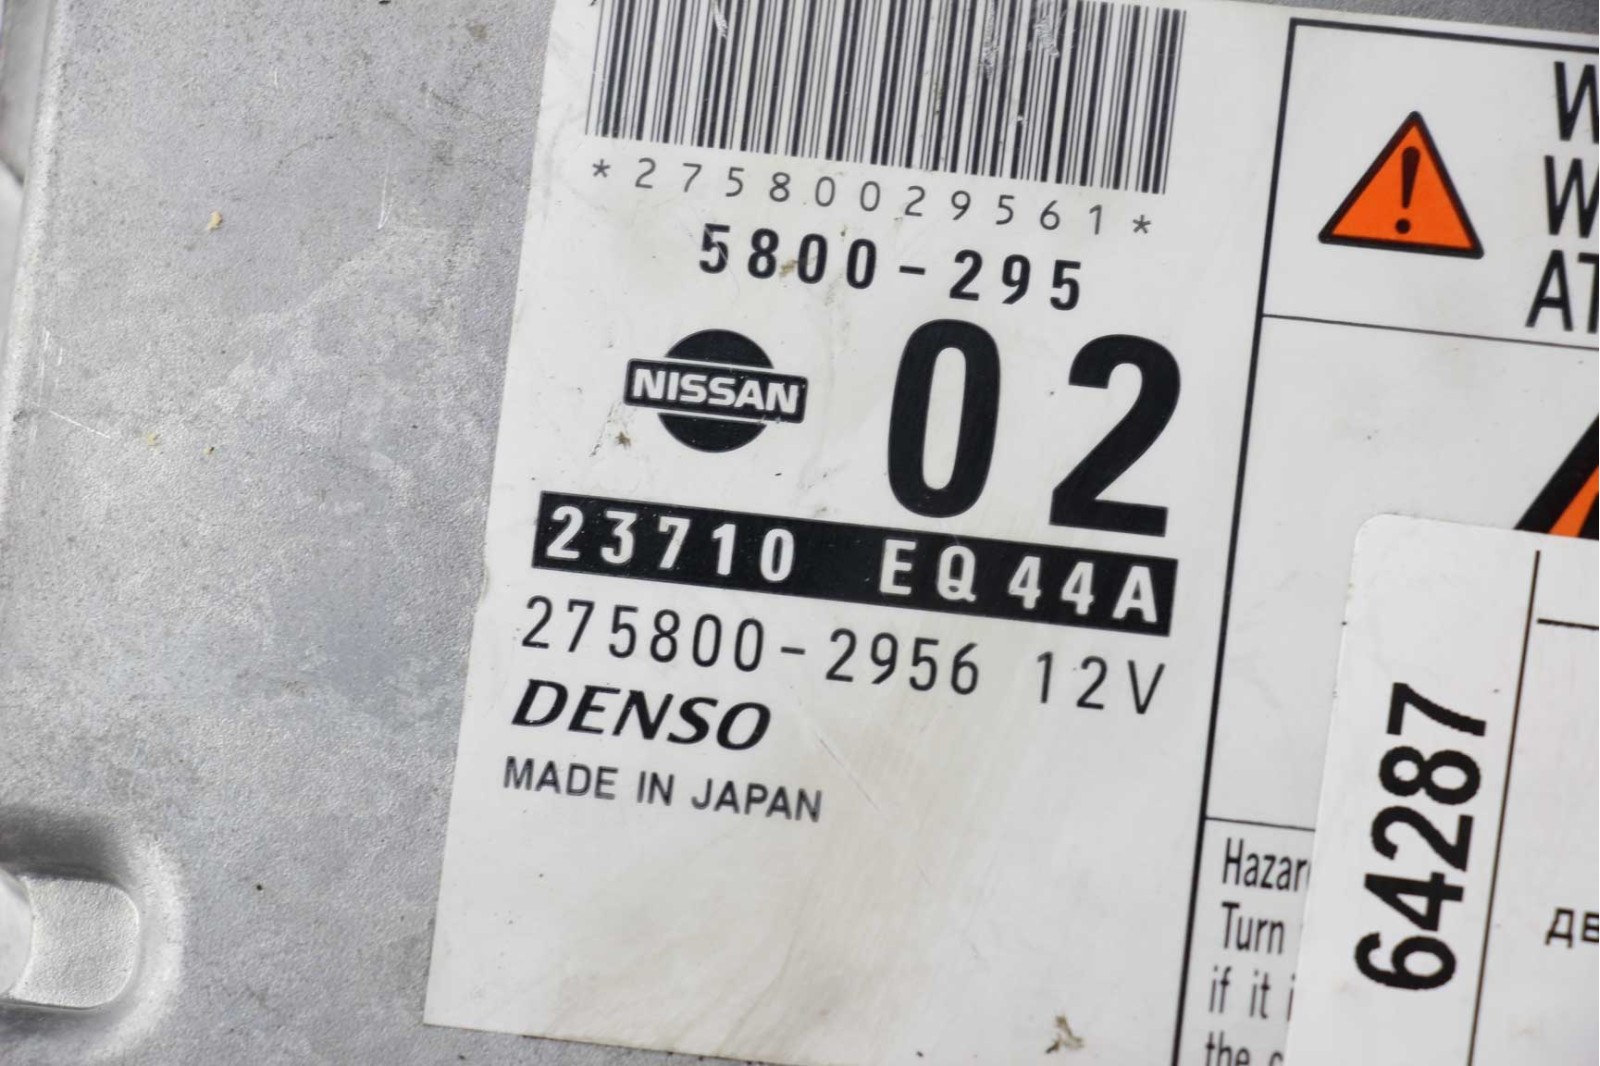 *27580029561*
5800-295
NISSAN
02
23710 EQ44A
275800-2956 12V
DENSO
MADE IN JAPAN
W
W
AT
Hazar
Turn
if it i
the
64287
ДВ